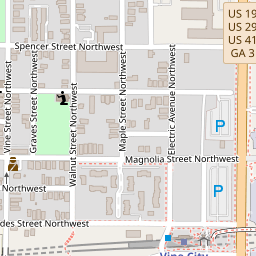 US 19
US 29
US 41
GA 3
Spencer Street Northwest
Vine Street Northwest
Graves Street Northwest
Walnut Street Northwest
Maple Street Northwest
Electric Avenue Northwest
P
Magnolia Street Northwest
P
Northwest
des Street Northwest
Vine City